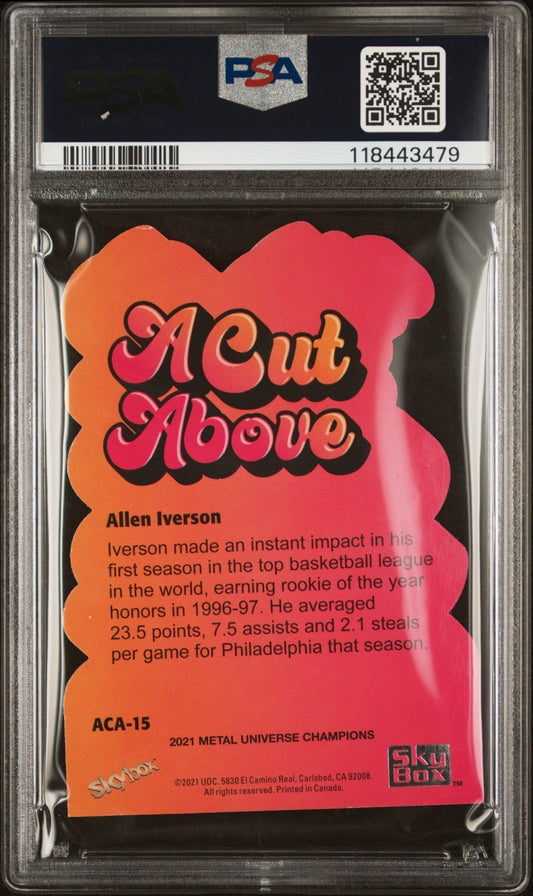 PSA
PSA
118443479
A Cut
Above
Allen Iverson
Iverson made an instant impact in his
first season in the top basketball league
in the world, earning rookie of the year
honors in 1996-97. He averaged
23.5 points, 7.5 assists and 2.1 steals
per game for Philadelphia that season.
ACA-15
2021 METAL UNIVERSE CHAMPIONS
Skybox
SkyBox™
©2021 UDC. 5830 El Camino Real, Carlsbad, CA 92008.
All rights reserved. Printed in Canada.